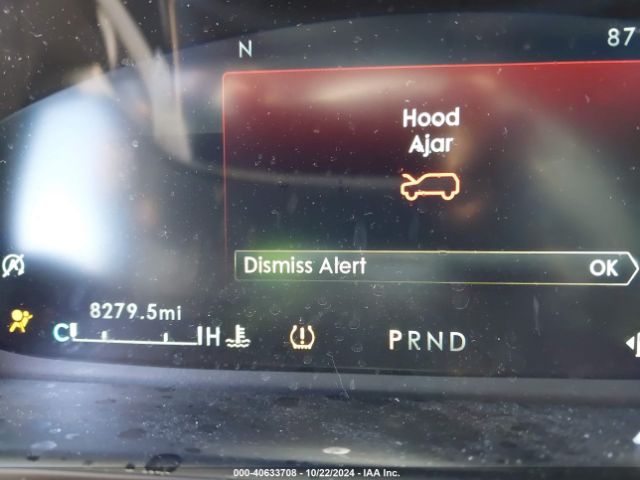 N
87
Hood
Ajar
Dismiss Alert OK
8279.5mi
C H
PRND
000-40633708 - 10/22/2024 - IAA Inc.